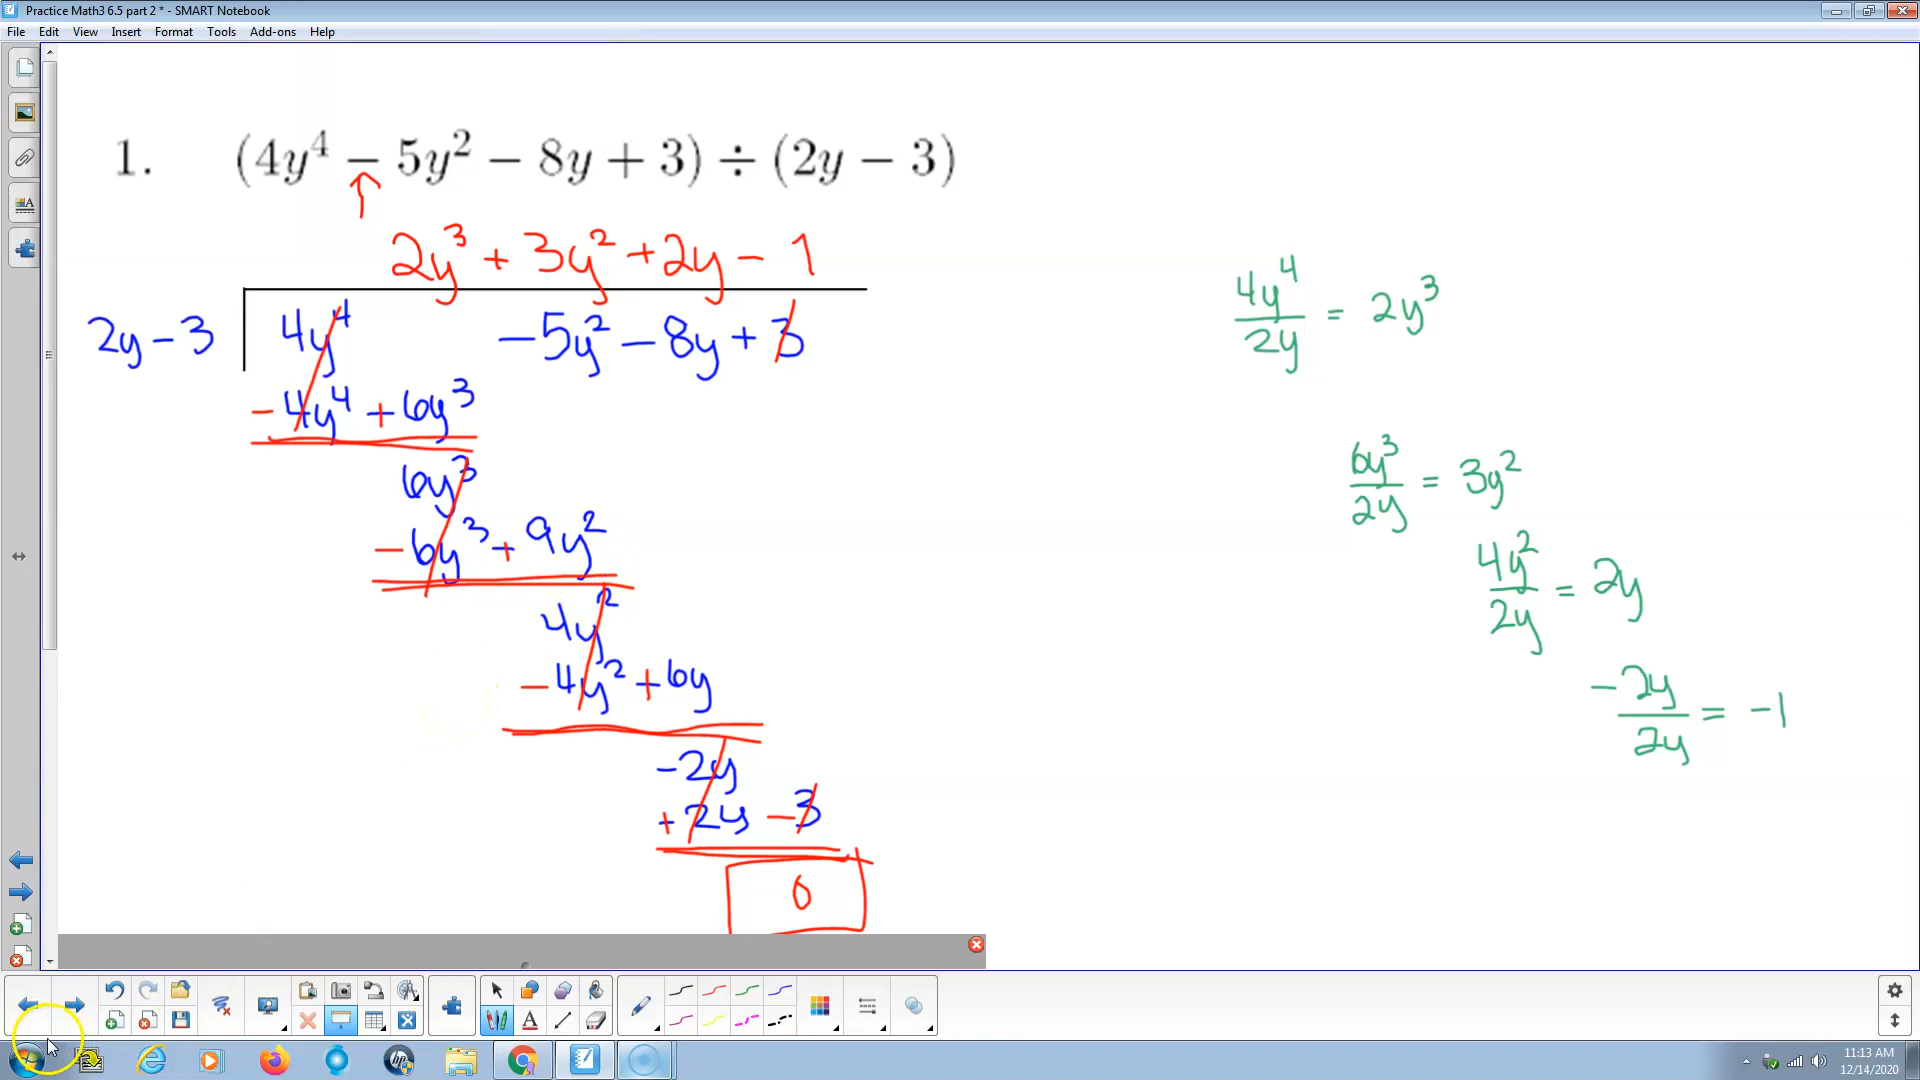 Practice Math3 6.5 part 2 * - SMART Notebook
File Edit View Insert Format Tools Add-ons Help
1. (4y⁴ − 5y² − 8y + 3) ÷ (2y − 3)
↑
2y³ + 3y² + 2y − 1
2y − 3 4y⁴ − 5y² − 8y + 3
− 4y⁴ + 6y³
6y³
− 6y³ + 9y²
4y²
− 4y² + 6y
−2y
+ 2y − 3
0
4y⁴/2y = 2y³
6y³/2y = 3y²
4y²/2y = 2y
−2y/2y = −1
A
hp
11:13 AM
12/14/2020